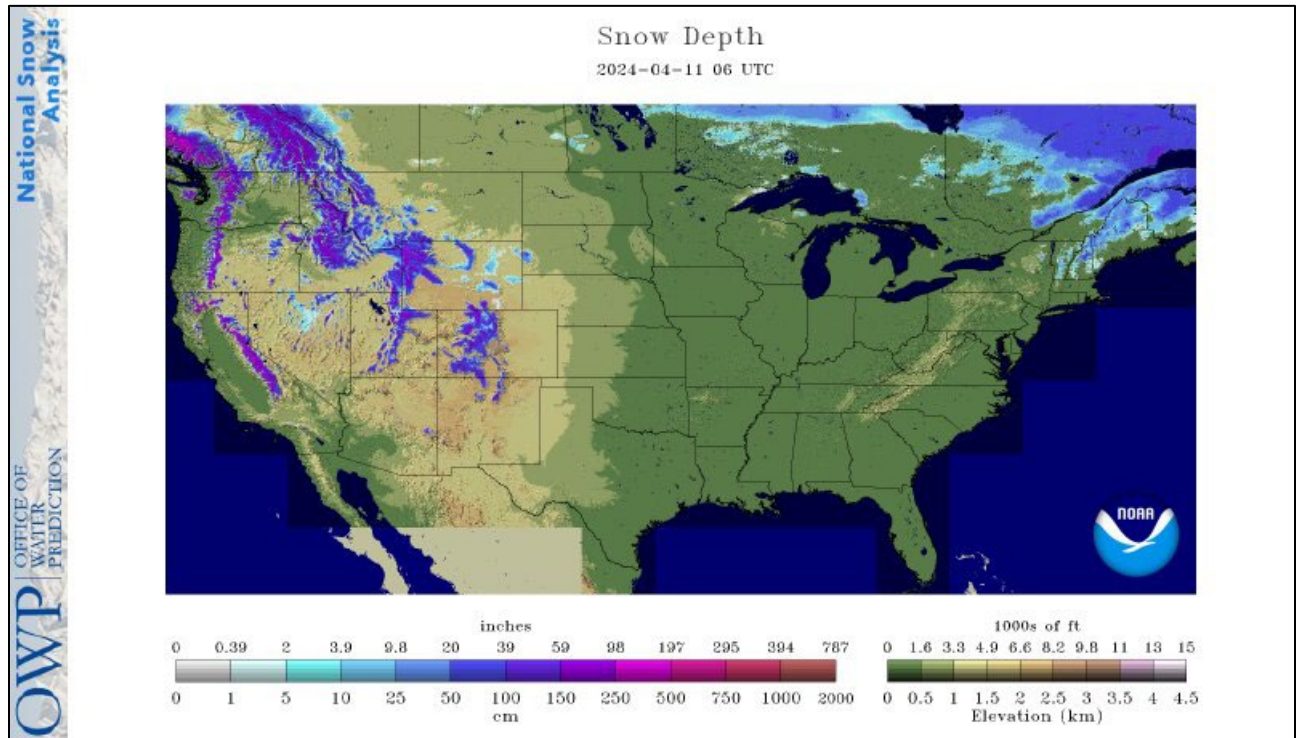 National Snow
Analysis
OWP
OFFICE OF
WATER
PREDICTION
Snow Depth
2024-04-11 06 UTC
NOAA
inches
0 0.39 2 3.9 9.8 20 39 59 98 197 295 394 787
0 1 5 10 25 50 100 150 250 500 750 1000 2000
cm
1000s of ft
0 1.6 3.3 4.9 6.6 8.2 9.8 11 13 15
0 0.5 1 1.5 2 2.5 3 3.5 4 4.5
Elevation (km)